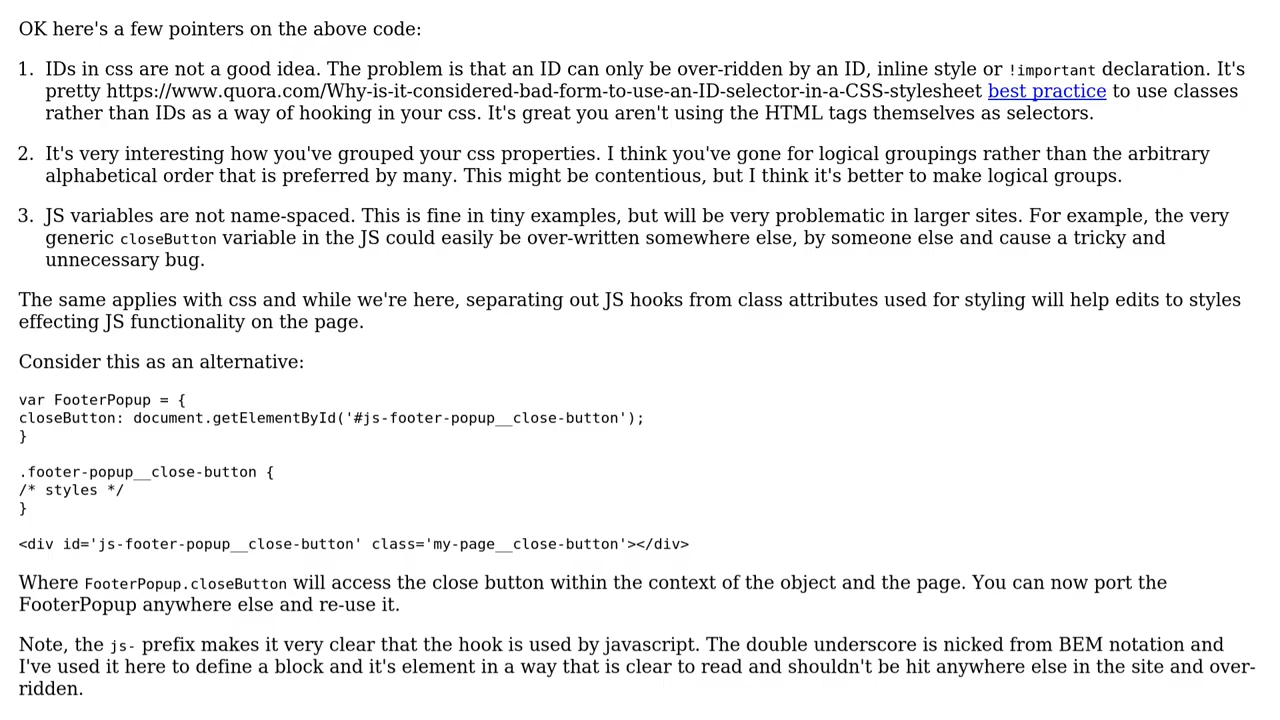 OK here's a few pointers on the above code:
1. IDs in css are not a good idea. The problem is that an ID can only be over-ridden by an ID, inline style or !important declaration. It's
pretty https://www.quora.com/Why-is-it-considered-bad-form-to-use-an-ID-selector-in-a-CSS-stylesheet best practice to use classes
rather than IDs as a way of hooking in your css. It's great you aren't using the HTML tags themselves as selectors.
2. It's very interesting how you've grouped your css properties. I think you've gone for logical groupings rather than the arbitrary
alphabetical order that is preferred by many. This might be contentious, but I think it's better to make logical groups.
3. JS variables are not name-spaced. This is fine in tiny examples, but will be very problematic in larger sites. For example, the very
generic closeButton variable in the JS could easily be over-written somewhere else, by someone else and cause a tricky and
unnecessary bug.
The same applies with css and while we're here, separating out JS hooks from class attributes used for styling will help edits to styles
effecting JS functionality on the page.
Consider this as an alternative:
var FooterPopup = {
closeButton: document.getElementById('#js-footer-popup__close-button');
}
.footer-popup__close-button {
/* styles */
}
<div id='js-footer-popup__close-button' class='my-page__close-button'></div>
Where FooterPopup.closeButton will access the close button within the context of the object and the page. You can now port the
FooterPopup anywhere else and re-use it.
Note, the js- prefix makes it very clear that the hook is used by javascript. The double underscore is nicked from BEM notation and
I've used it here to define a block and it's element in a way that is clear to read and shouldn't be hit anywhere else in the site and over-
ridden.